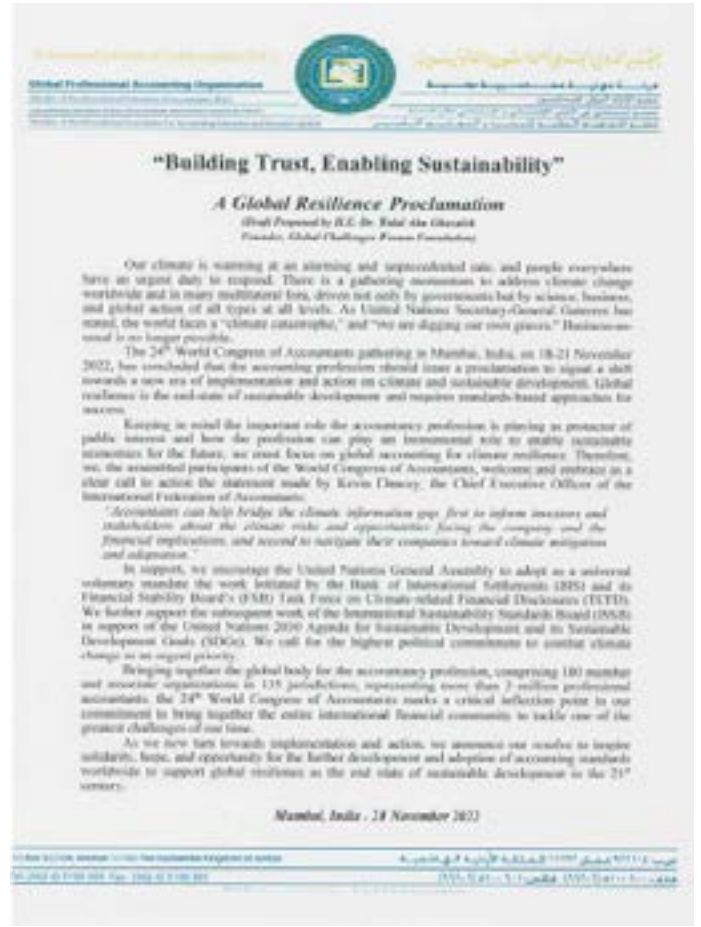 Global Professional Accounting Organization
"Building Trust, Enabling Sustainability"
A Global Resilience Proclamation
(Draft Proposed by H.E. Dr. Talal Abu-Ghazaleh
Founder, Global Challenges Forum Foundation)
Our climate is warming at an alarming and unprecedented rate, and people everywhere
have an urgent duty to respond. There is a gathering momentum to address climate change
worldwide and in many multilateral fora, driven not only by governments but by science, business,
and global action of all types at all levels. As United Nations Secretary-General Guterres has
stated, the world faces a "climate catastrophe," and "we are digging our own graves." Business-as-
usual is no longer possible.
The 24th World Congress of Accountants gathering in Mumbai, India, on 18-21 November
2022, has concluded that the accounting profession should issue a proclamation to signal a shift
towards a new era of implementation and action on climate and sustainable development. Global
resilience is the end-state of sustainable development and requires standards-based approaches for
success.
Keeping in mind the important role the accountancy profession is playing as protector of
public interest and how the profession can play an incremental role to enable sustainable
economies for the future, we must focus on global accounting for climate resilience. Therefore,
we, the assembled participants of the World Congress of Accountants, welcome and embrace as a
clear call to action the statement made by Kevin Dancey, the Chief Executive Officer of the
International Federation of Accountants:
"Accountants can help bridge the climate information gap, first to inform investors and
stakeholders about the climate risks and opportunities facing the company and the
financial implications, and second to navigate their companies toward climate mitigation
and adaptation."
In support, we encourage the United Nations General Assembly to adopt as a universal
voluntary mandate the work initiated by the Bank of International Settlements (BIS) and its
Financial Stability Board's (FSB) Task Force on Climate-related Financial Disclosures (TCFD).
We further support the subsequent work of the International Sustainability Standards Board (ISSB)
in support of the United Nations 2030 Agenda for Sustainable Development and its Sustainable
Development Goals (SDGs). We call for the highest political commitment to combat climate
change as an urgent priority.
Bringing together the global body for the accountancy profession, comprising 180 member
and associate organizations in 135 jurisdictions, representing more than 3 million professional
accountants, the 24th World Congress of Accountants marks a critical inflection point in our
commitment to bring together the entire international financial community to tackle one of the
greatest challenges of our time.
As we now turn towards implementation and action, we announce our resolve to inspire
solidarity, hope, and opportunity for the further development and adoption of accounting standards
worldwide to support global resilience as the end state of sustainable development in the 21st
century.
Mumbai, India - 18 November 2022